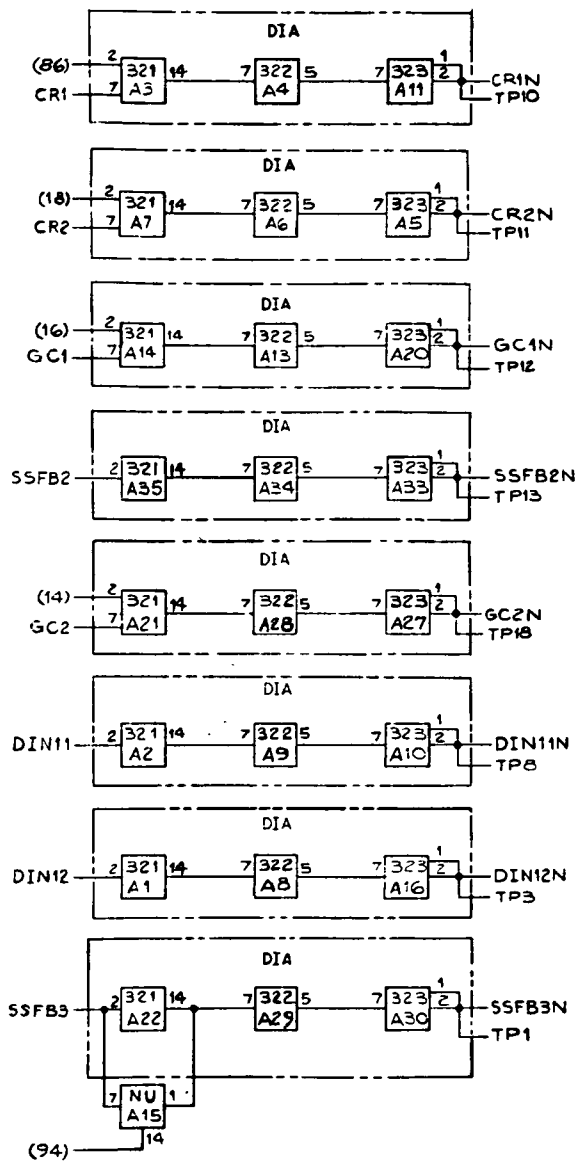 DIA
(86) 2 321 14 7 322 5 7 323 1 CR1N
CR1 7 A3 A4 A11 2 TP10
DIA
(18) 2 321 14 7 322 5 7 323 1 CR2N
CR2 7 A7 A6 A5 2 TP11
DIA
(16) 2 321 14 7 322 5 7 323 1 GC1N
GC1 7 A14 A13 A20 2 TP12
DIA
SSFB2 2 321 14 7 322 5 7 323 1 2 SSFB2N
A35 A34 A33 TP13
DIA
(14) 2 321 14 7 322 5 7 323 1 GC2N
GC2 7 A21 A28 A27 2 TP18
DIA
DIN11 2 321 14 7 322 5 7 323 1 2 DIN11N
A2 A9 A10 TP8
DIA
DIN12 2 321 14 7 322 5 7 323 1 2 DIN12N
A1 A8 A16 TP3
DIA
SSFB3 2 321 14 7 322 5 7 323 1 2 SSFB3N
A22 A29 A30 TP1
7 NU 1
A15
(94) 14